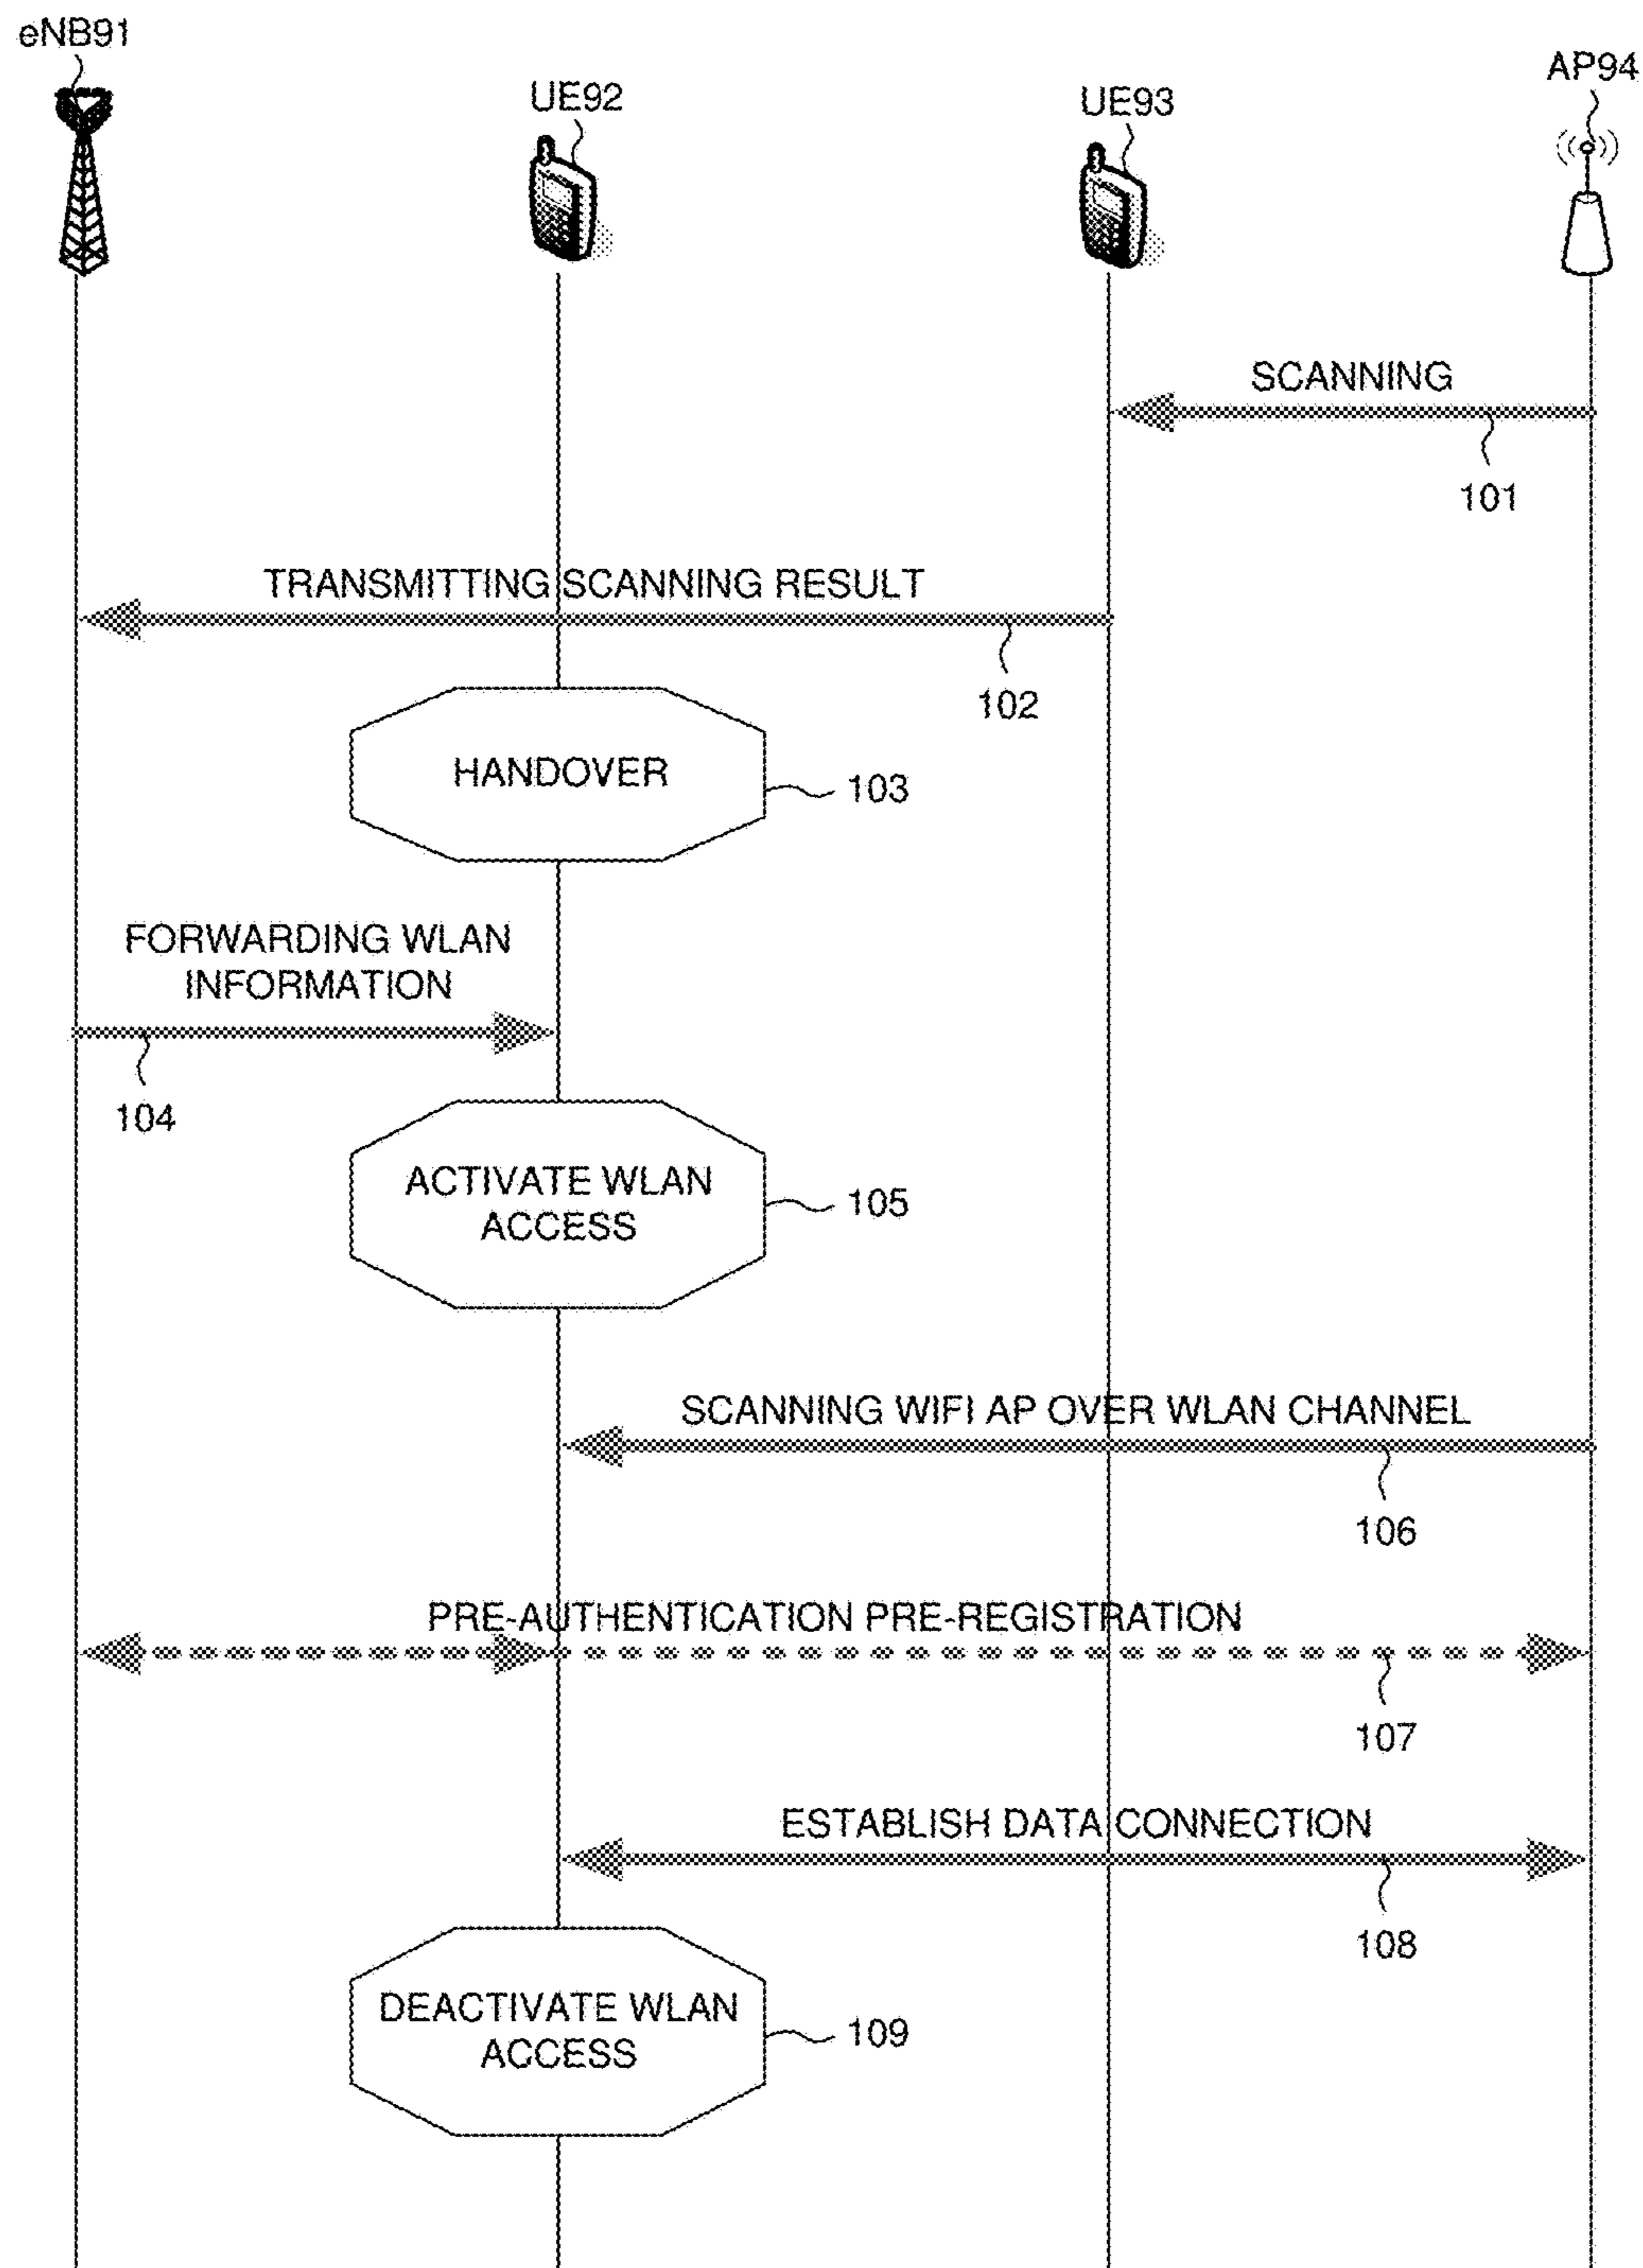 eNB91
UE92
UE93
AP94
SCANNING
101
TRANSMITTING SCANNING RESULT
102
HANDOVER
103
FORWARDING WLAN
INFORMATION
104
ACTIVATE WLAN
ACCESS
105
SCANNING WIFI AP OVER WLAN CHANNEL
106
PRE-AUTHENTICATION PRE-REGISTRATION
107
ESTABLISH DATA CONNECTION
108
DEACTIVATE WLAN
ACCESS
109